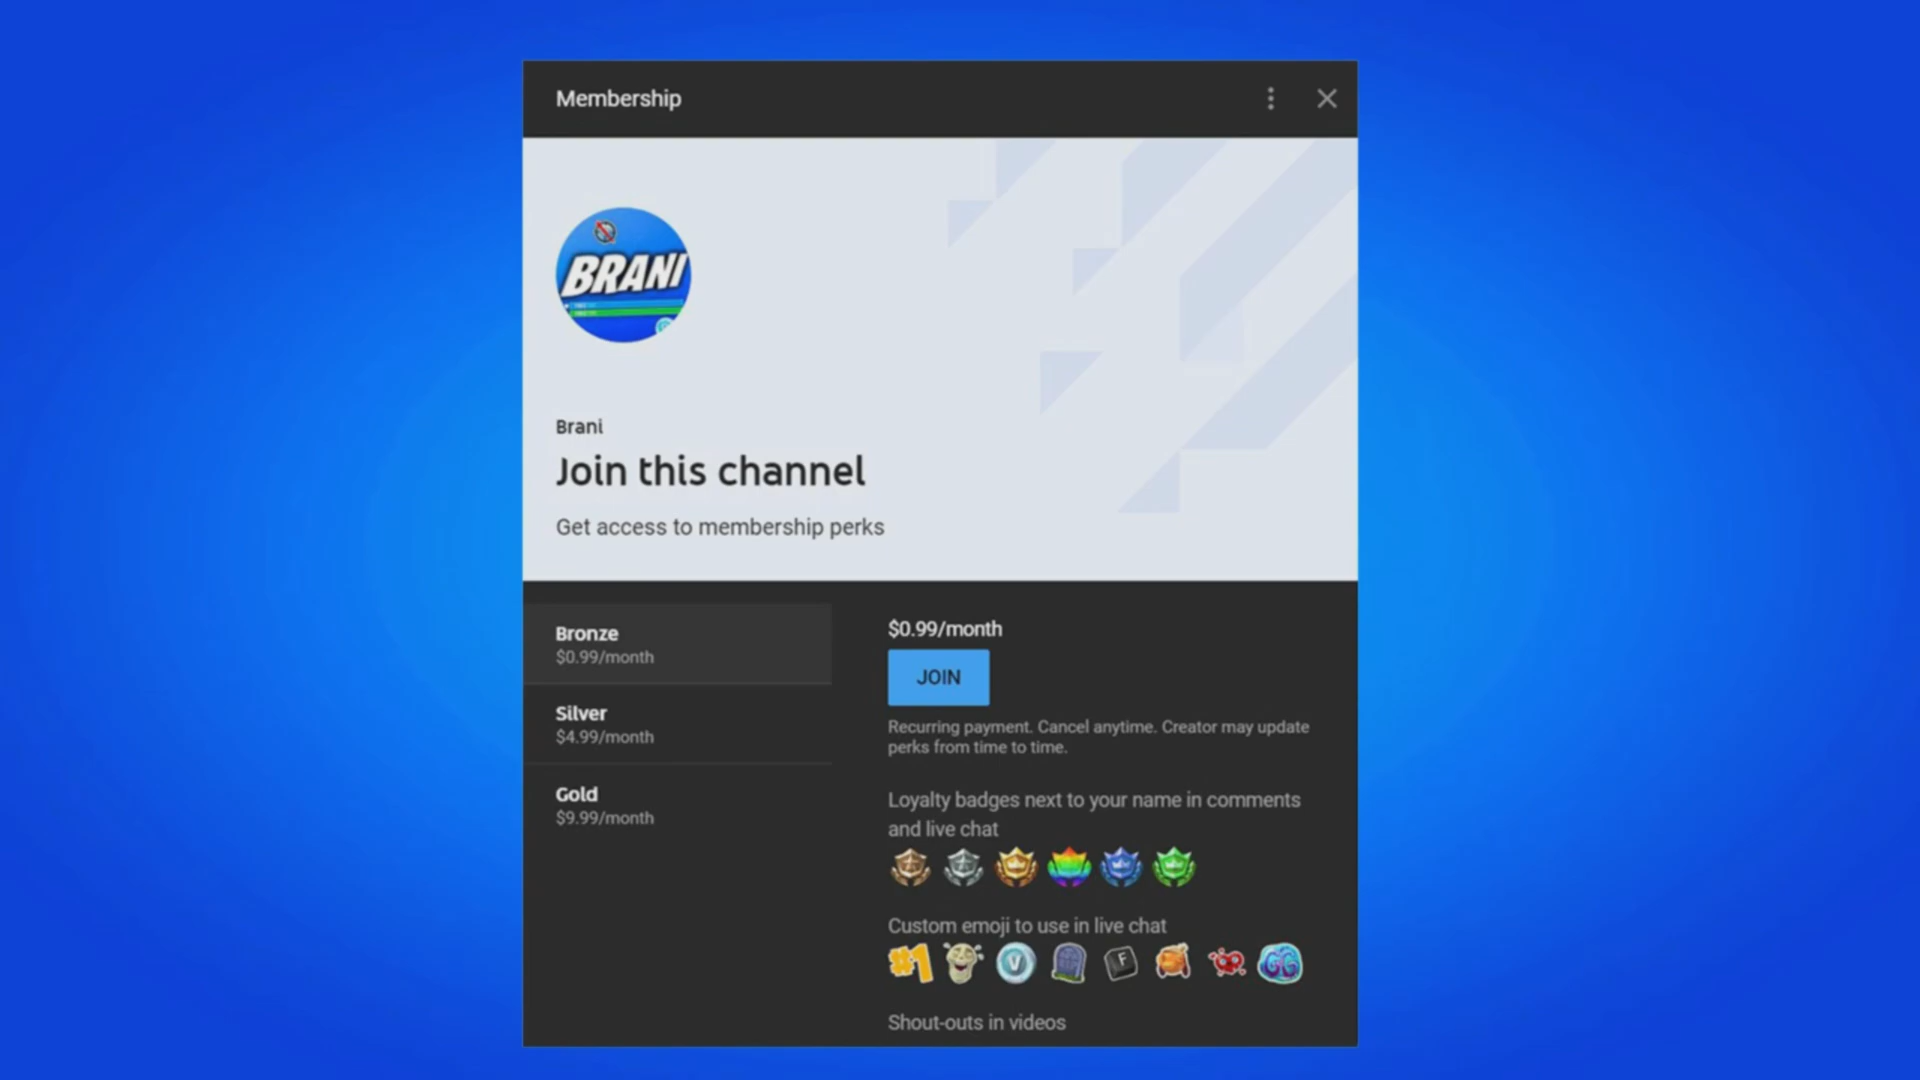 Membership
BRANI
Brani
Join this channel
Get access to membership perks
Bronze
$0.99/month
Silver
$4.99/month
Gold
$9.99/month
$0.99/month
JOIN
Recurring payment. Cancel anytime. Creator may update
perks from time to time.
Loyalty badges next to your name in comments
and live chat
Custom emoji to use in live chat
#1 V F GG
Shout-outs in videos